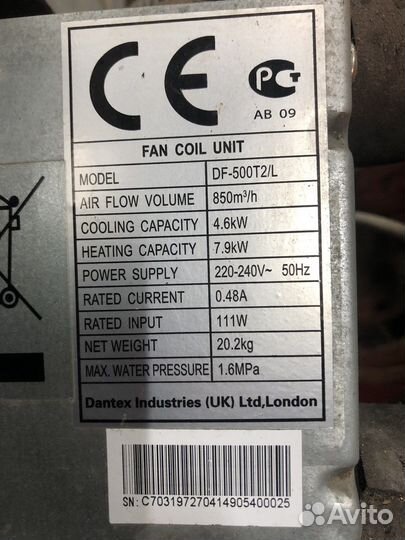 CE PCT
AB 09
FAN COIL UNIT
MODEL DF-500T2/L
AIR FLOW VOLUME 850m³/h
COOLING CAPACITY 4.6kW
HEATING CAPACITY 7.9kW
POWER SUPPLY 220-240V~ 50Hz
RATED CURRENT 0.48A
RATED INPUT 111W
NET WEIGHT 20.2kg
MAX. WATER PRESSURE 1.6MPa
Dantex Industries (UK) Ltd,London
SN: C7031972704149054000​25
Avito